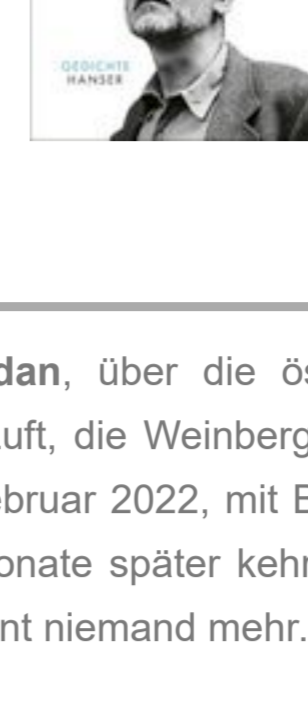 GEDICHTE
HANSER
dan, über die ös
uft, die Weinberg
ebruar 2022, mit E
onate später kehr
nt niemand mehr.